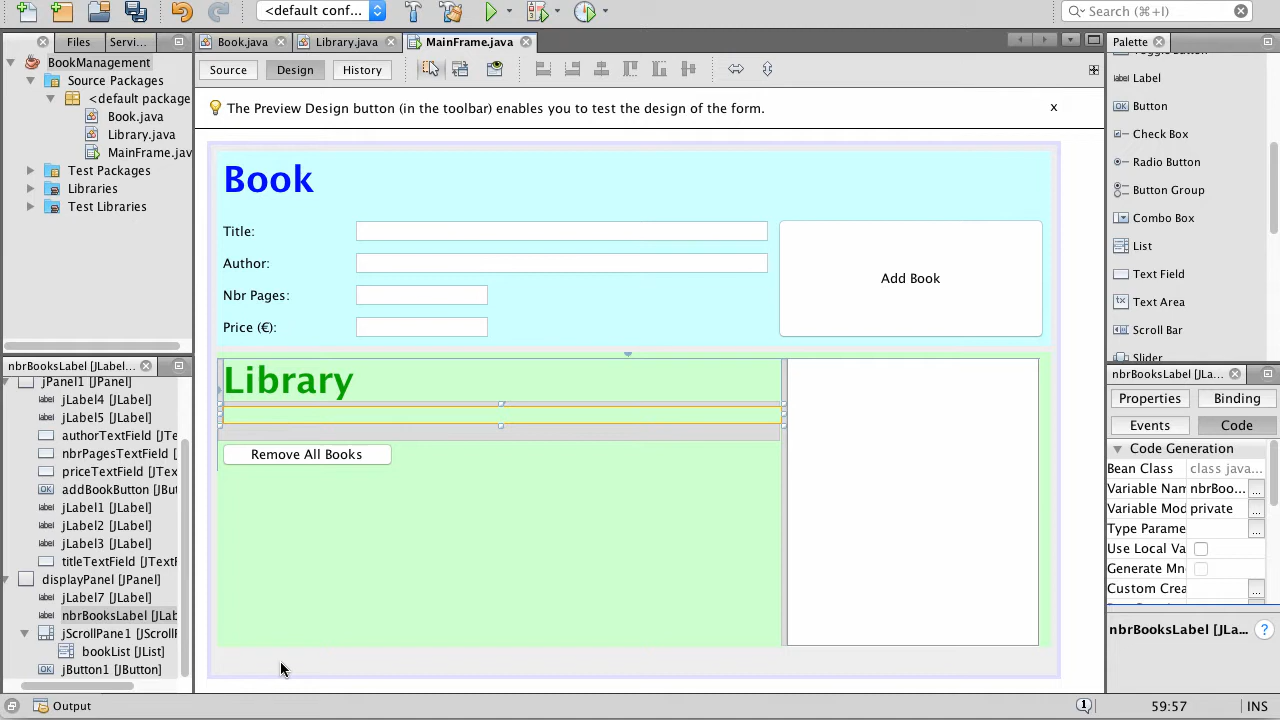 <default conf...
Search (⌘+I)
Files
Servi...
BookManagement
Source Packages
<default package
Book.java
Library.java
MainFrame.jav
Test Packages
Libraries
Test Libraries
Book.java
Library.java
MainFrame.java
Source
Design
History
The Preview Design button (in the toolbar) enables you to test the design of the form.
x
Book
Title:
Author:
Nbr Pages:
Price (€):
Add Book
Library
Remove All Books
Palette
Label
Button
Check Box
Radio Button
Button Group
Combo Box
List
Text Field
Text Area
Scroll Bar
Slider
nbrBooksLabel [JLabel...
jPanel1 [JPanel]
jLabel4 [JLabel]
jLabel5 [JLabel]
authorTextField [JTe
nbrPagesTextField [
priceTextField [JTex
addBookButton [JBut
jLabel1 [JLabel]
jLabel2 [JLabel]
jLabel3 [JLabel]
titleTextField [JTextF
displayPanel [JPanel]
jLabel7 [JLabel]
nbrBooksLabel [JLab
jScrollPane1 [JScrollP
bookList [JList]
jButton1 [JButton]
nbrBooksLabel [JLa...
Properties
Binding
Events
Code
Code Generation
Bean Class class java...
Variable Nam nbrBoo... ...
Variable Mod private ...
Type Parame ...
Use Local Va
Generate Mn
Custom Crea ...
nbrBooksLabel [JLa...
?
Output
1
59:57
INS